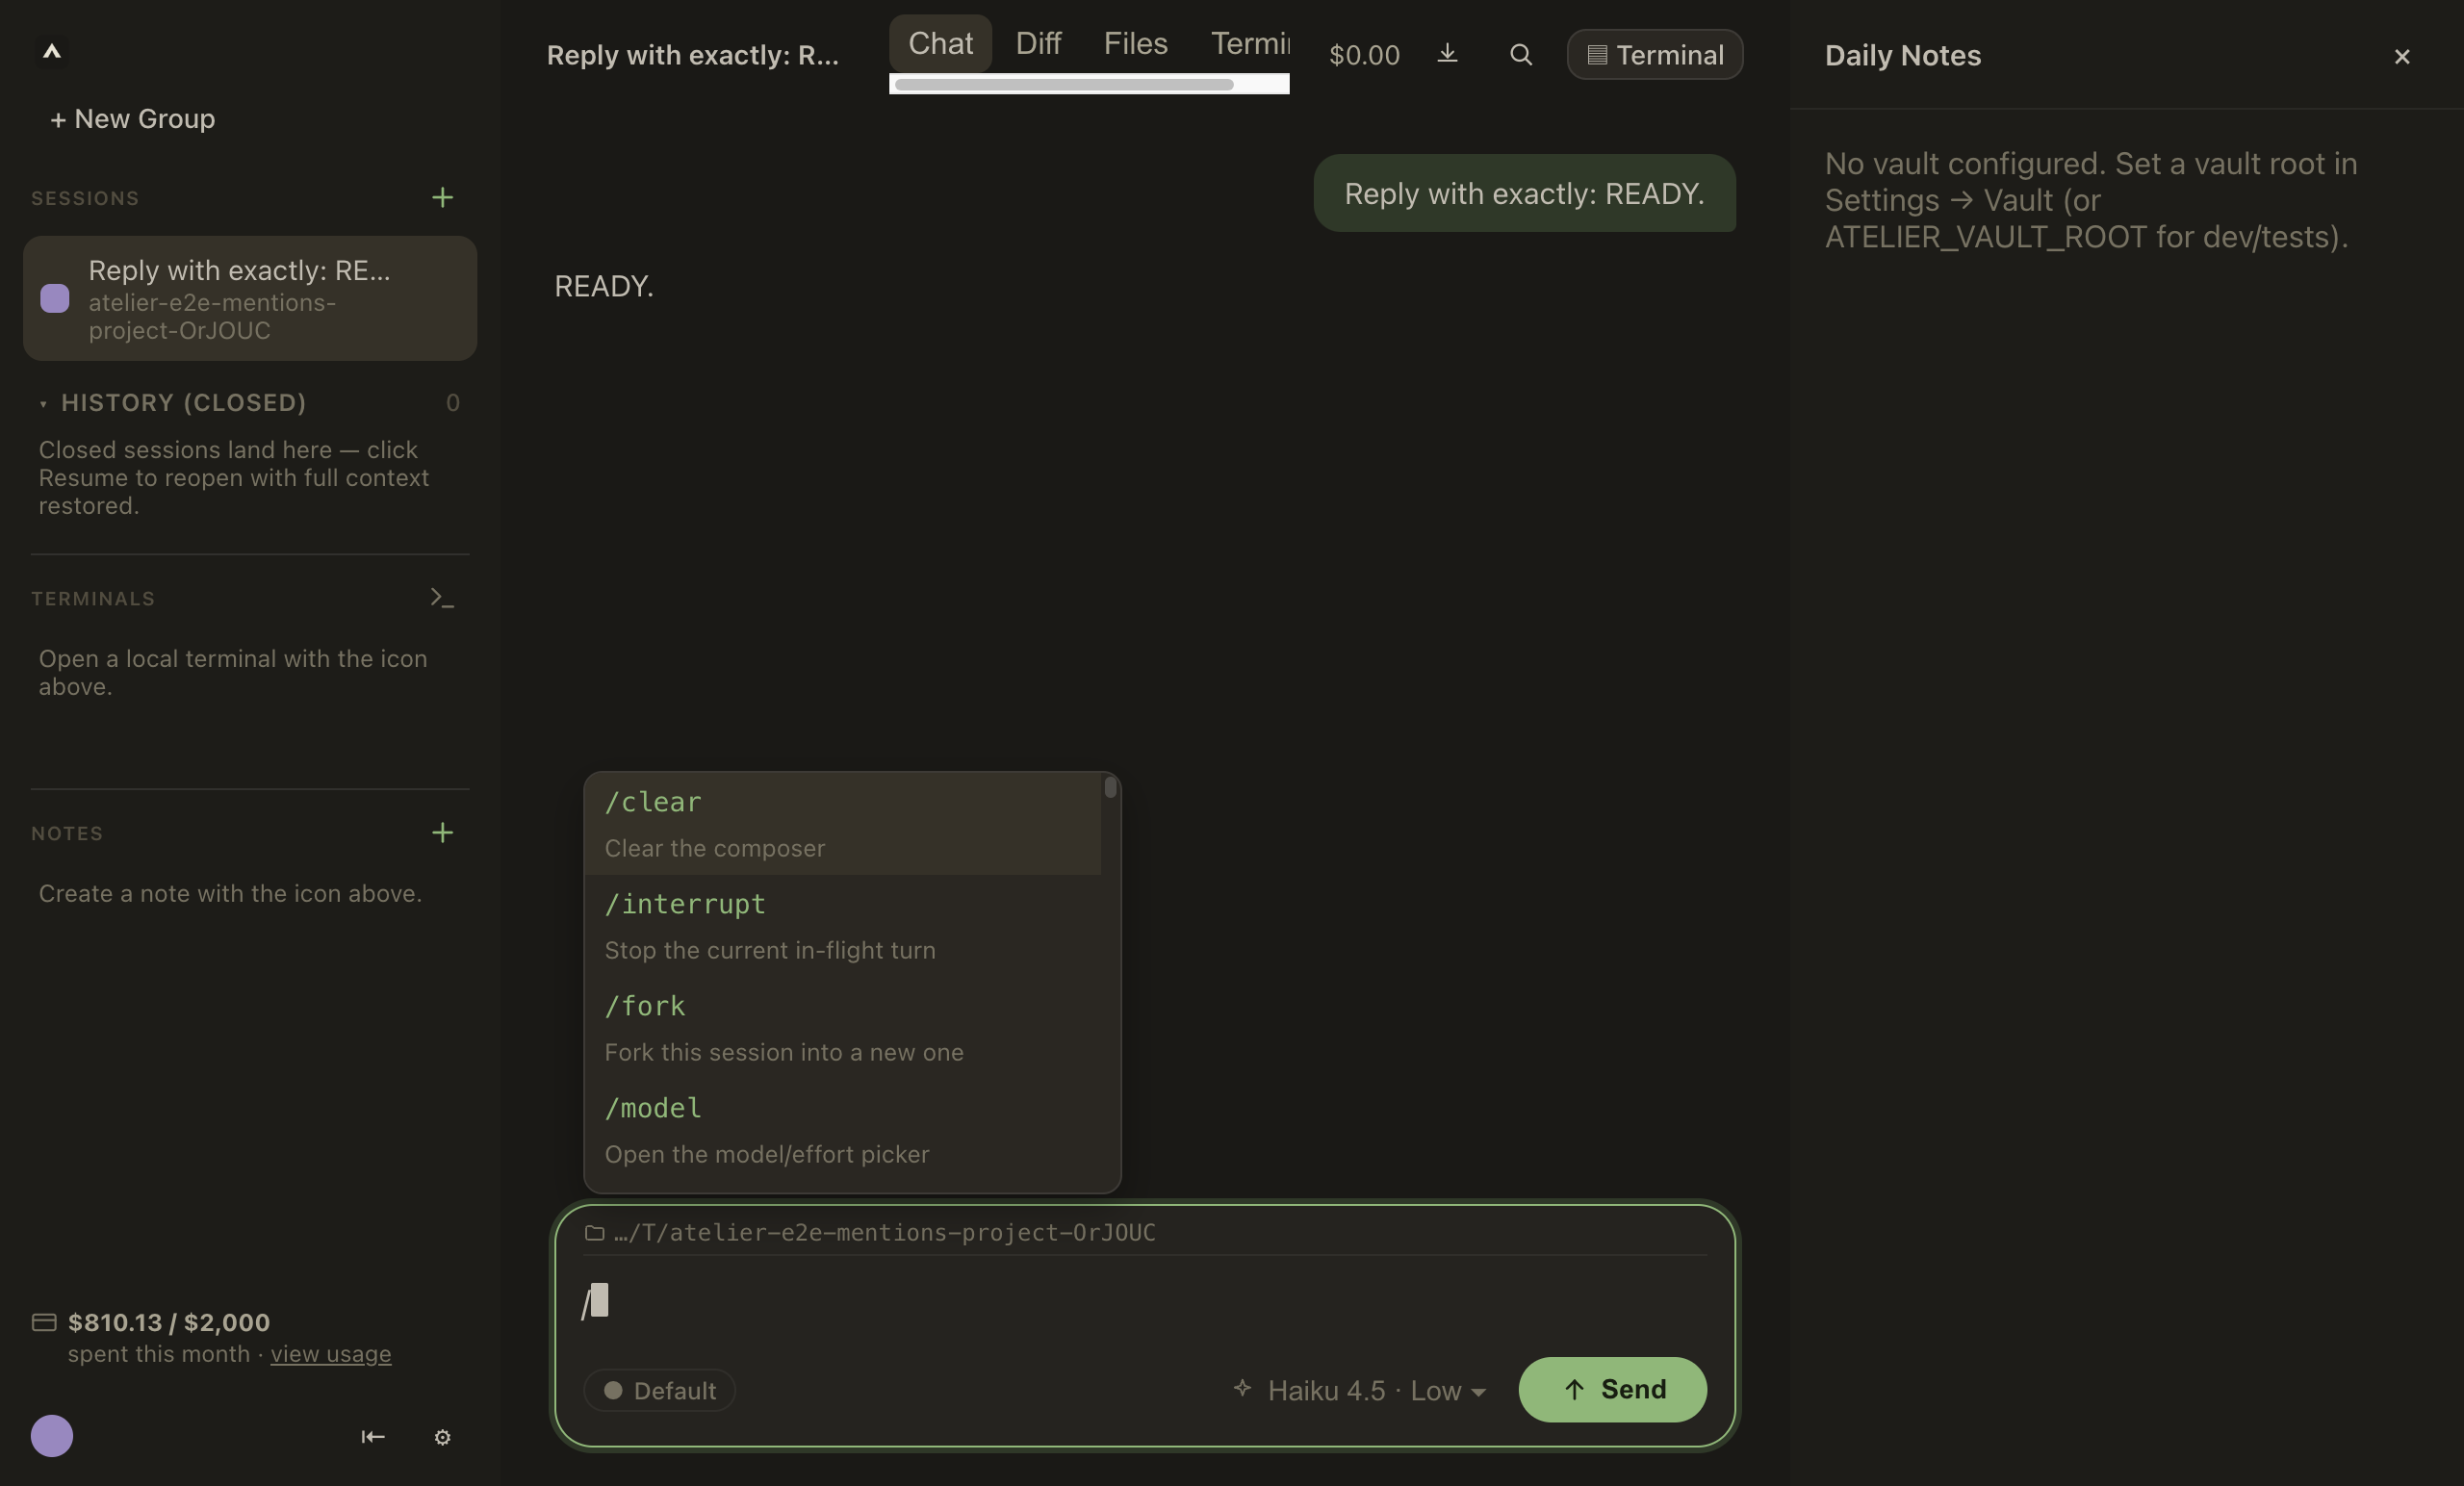 + New Group
SESSIONS
Reply with exactly: RE...
atelier-e2e-mentions-
project-OrJOUC
HISTORY (CLOSED) 0
Closed sessions land here — click
Resume to reopen with full context
restored.
TERMINALS
Open a local terminal with the icon
above.
NOTES
Create a note with the icon above.
$810.13 / $2,000
spent this month · view usage
Reply with exactly: R...
Chat Diff Files Termi
$0.00
Terminal
Reply with exactly: READY.
READY.
/clear
Clear the composer
/interrupt
Stop the current in-flight turn
/fork
Fork this session into a new one
/model
Open the model/effort picker
…/T/atelier-e2e-mentions-project-OrJOUC
/
Default
Haiku 4.5 · Low
Send
Daily Notes
No vault configured. Set a vault root in
Settings → Vault (or
ATELIER_VAULT_ROOT for dev/tests).